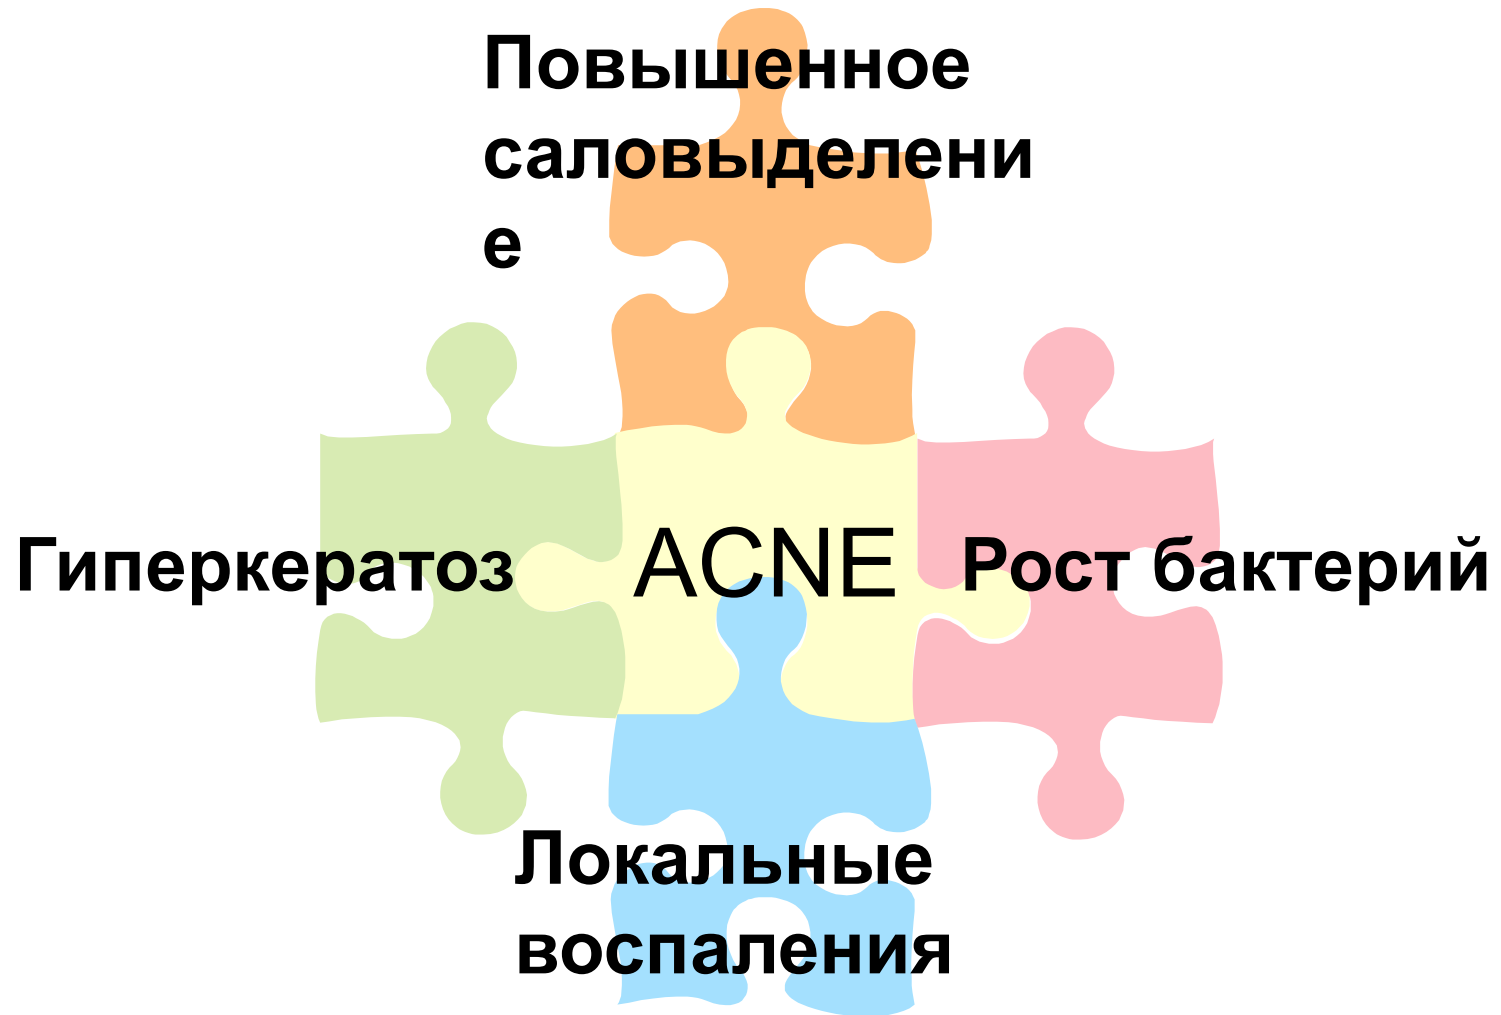 Повышенное
саловыделени
е
Гиперкератоз
ACNE
Рост бактерий
Локальные
воспаления